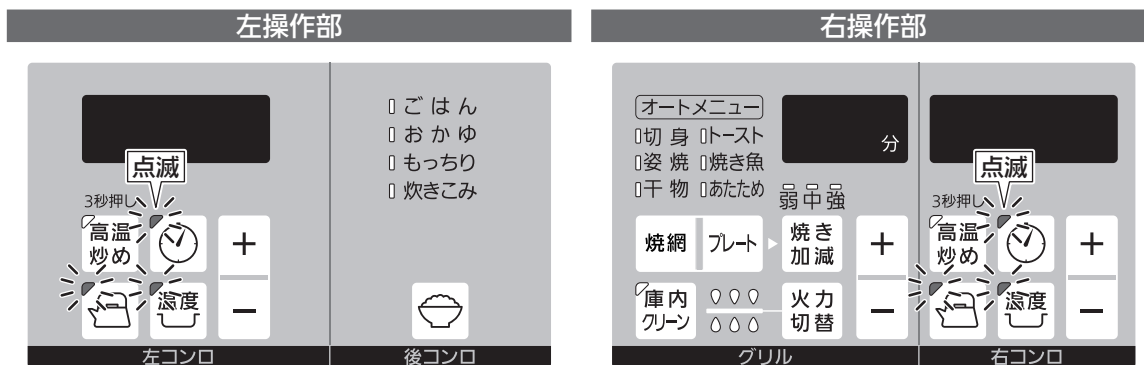 左操作部
点滅
3秒押し
高温
炒め
温度
+
−
左コンロ
ごはん
おかゆ
もっちり
炊きこみ
後コンロ
右操作部
オートメニュー
切身 トースト
姿焼 焼き魚
干物 あたため
分
弱 中 強
焼網 プレート
焼き
加減
+
庫内
クリーン
火力
切替
−
グリル
点滅
3秒押し
高温
炒め
温度
+
−
右コンロ